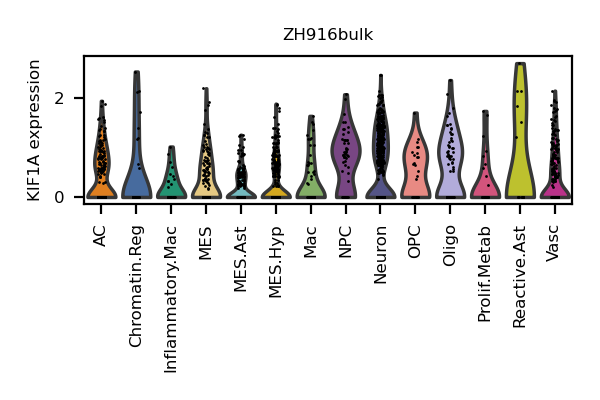 ZH916bulk
KIF1A expression
2
0
AC
Chromatin.Reg
Inflammatory.Mac
MES
MES.Ast
MES.Hyp
Mac
NPC
Neuron
OPC
Oligo
Prolif.Metab
Reactive.Ast
Vasc